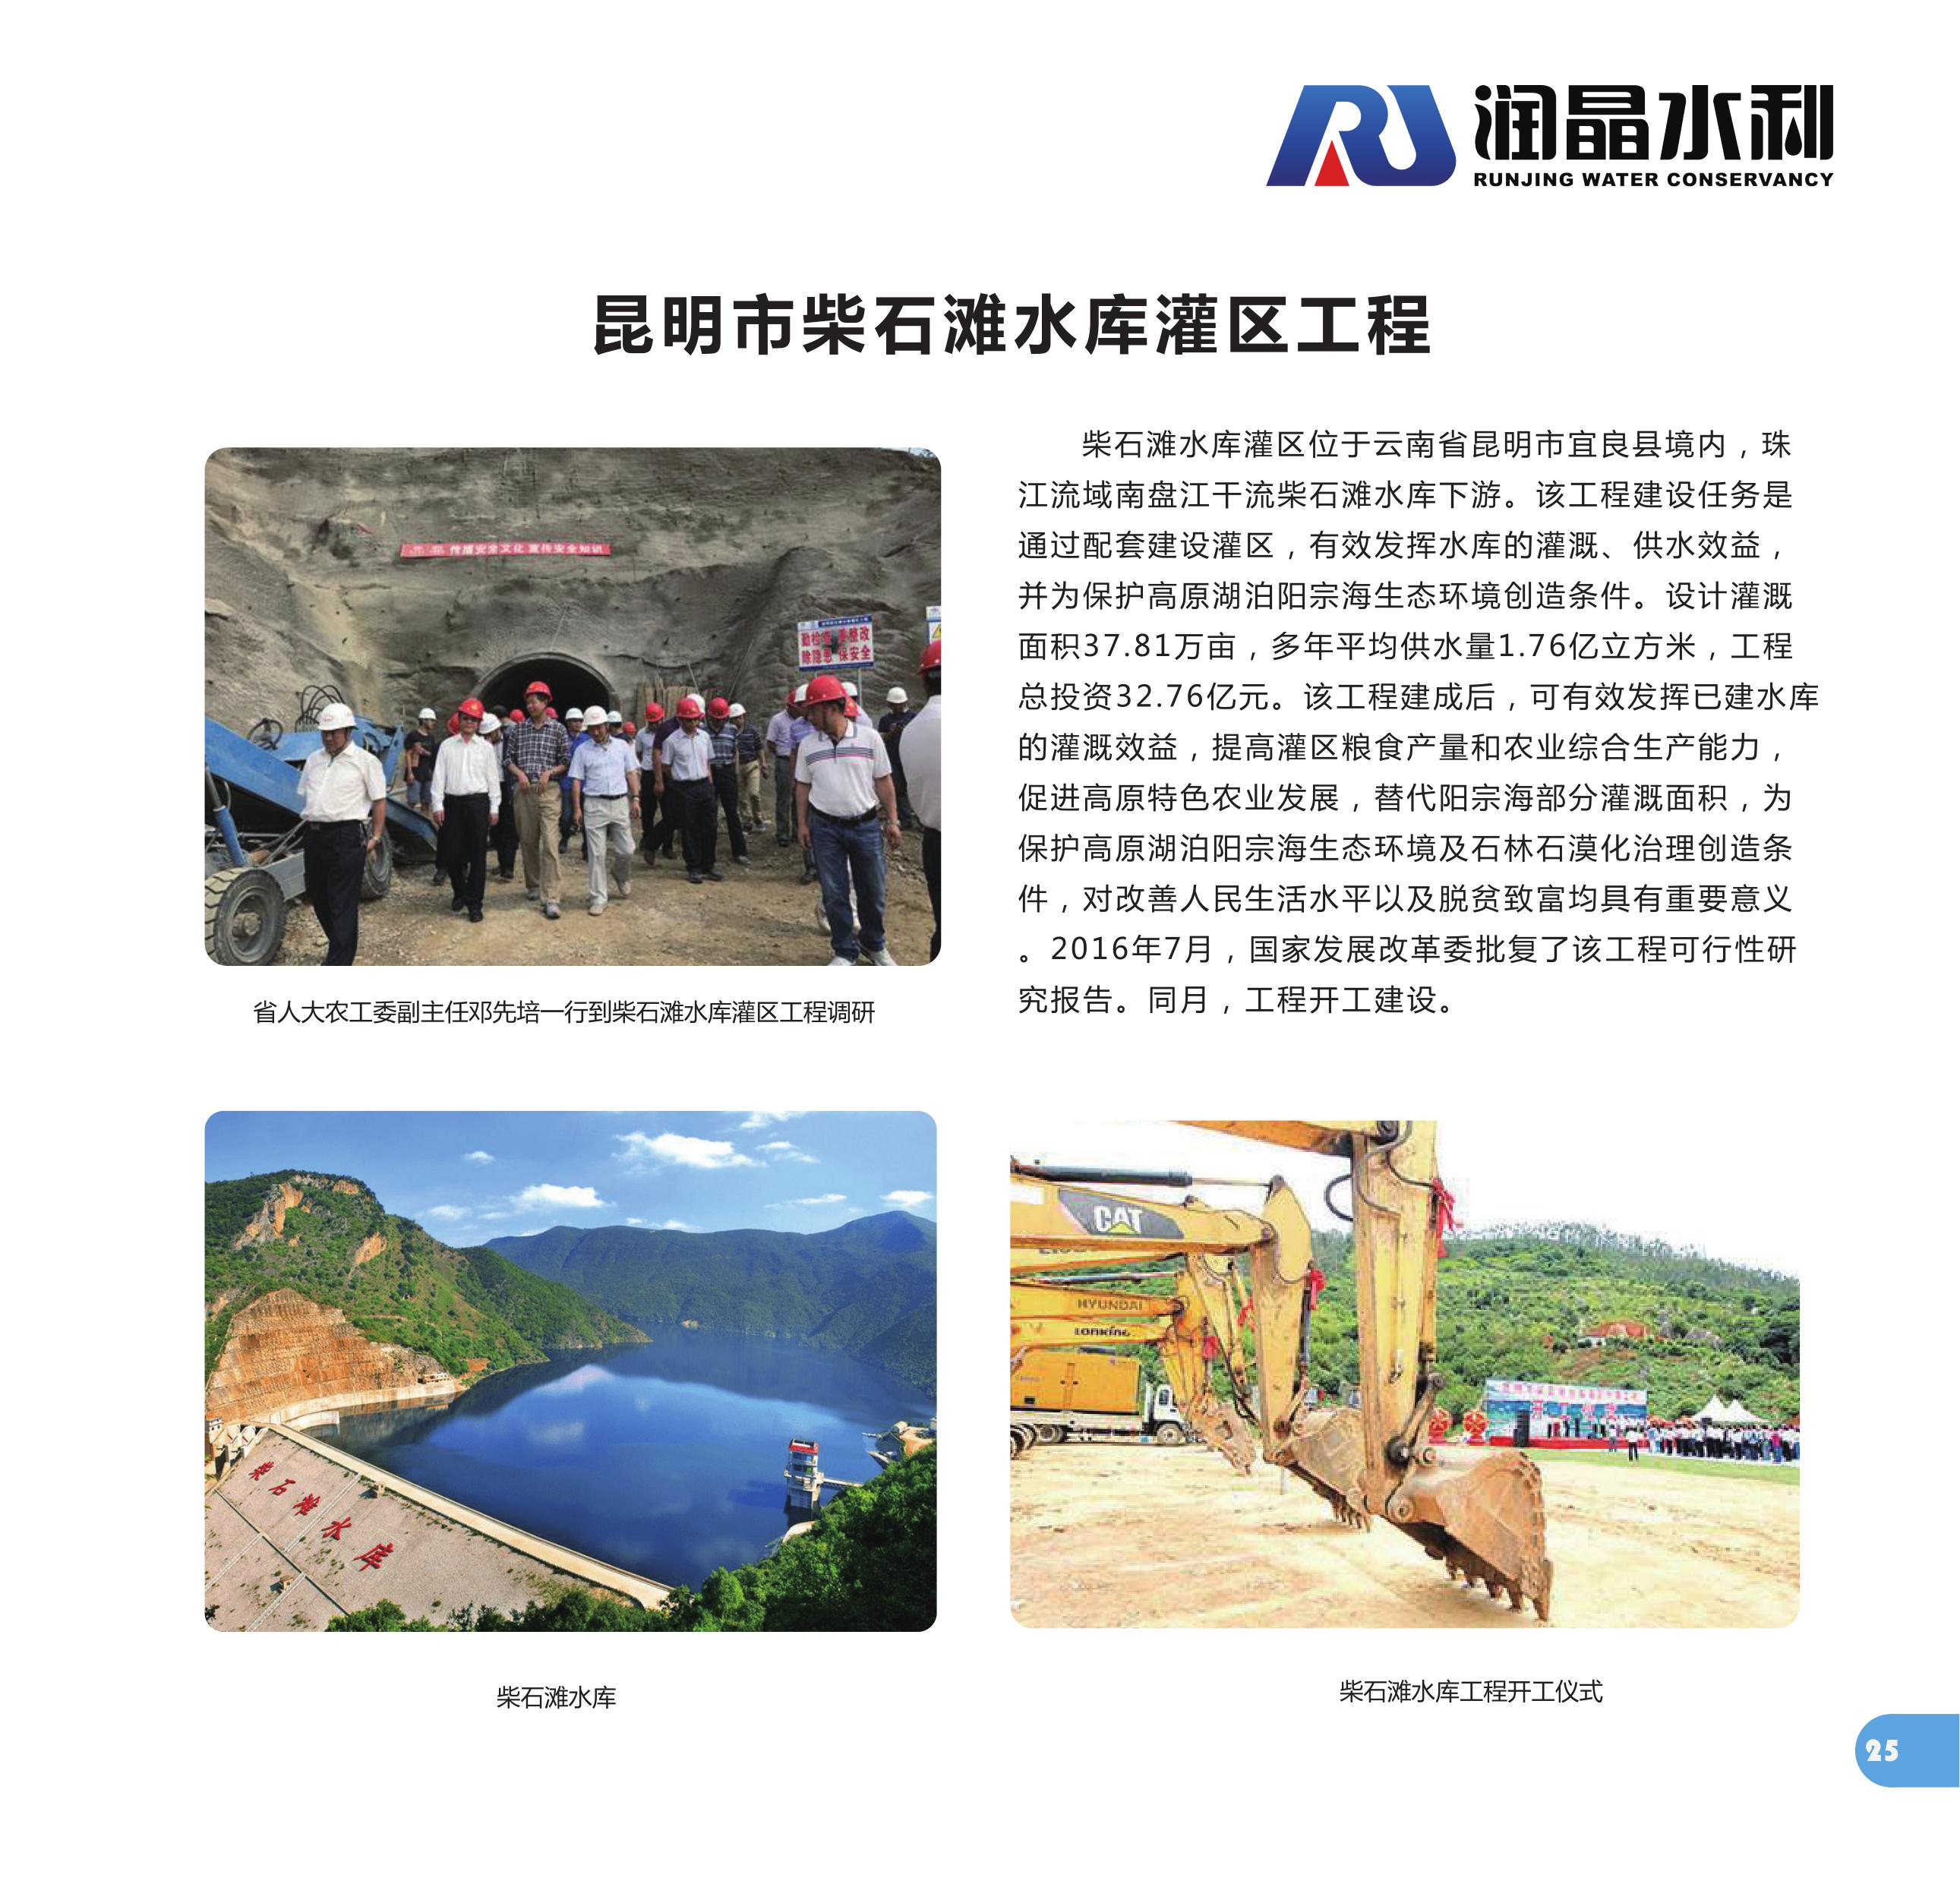 润晶水利
RUNJING WATER CONSERVANCY
昆明市柴石滩水库灌区工程
传播安全文化 宣传安全知识
除隐患 保安全
省人大农工委副主任邓先培一行到柴石滩水库灌区工程调研
柴石滩水库灌区位于云南省昆明市宜良县境内，珠
江流域南盘江干流柴石滩水库下游。该工程建设任务是
通过配套建设灌区，有效发挥水库的灌溉、供水效益，
并为保护高原湖泊阳宗海生态环境创造条件。设计灌溉
面积37.81万亩，多年平均供水量1.76亿立方米，工程
总投资32.76亿元。该工程建成后，可有效发挥已建水库
的灌溉效益，提高灌区粮食产量和农业综合生产能力，
促进高原特色农业发展，替代阳宗海部分灌溉面积，为
保护高原湖泊阳宗海生态环境及石林石漠化治理创造条
件，对改善人民生活水平以及脱贫致富均具有重要意义
。2016年7月，国家发展改革委批复了该工程可行性研
究报告。同月，工程开工建设。
柴石滩水库
柴石滩水库
CAT
HYUNDAI
LONKING
柴石滩水库工程开工仪式
25